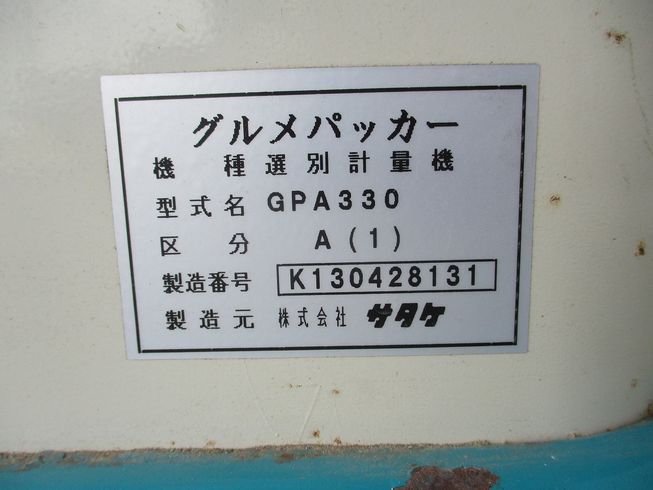 グルメパッカー
機種選別計量機
型式名 GPA330
区分 A(1)
製造番号 K130428131
製造元 株式会社 サタケ